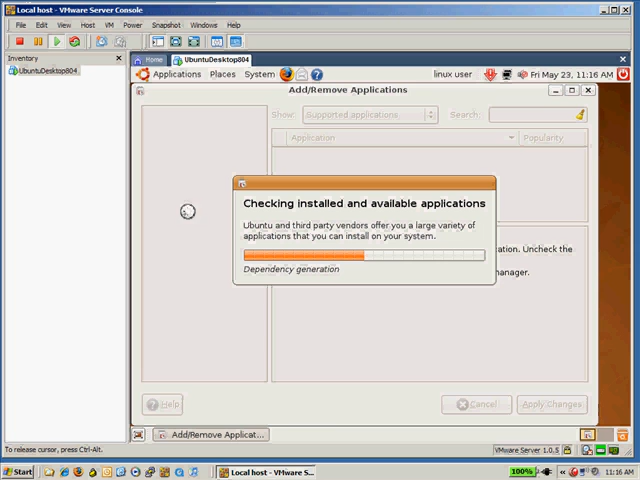 Local host - VMware Server Console
File Edit View Host VM Power Snapshot Windows Help
Inventory
Home UbuntuDesktop804
UbuntuDesktop804
Applications Places System linux user Fri May 23, 11:16 AM
Add/Remove Applications
Show: Supported applications Search:
Application Popularity
Checking installed and available applications
Ubuntu and third party vendors offer you a large variety of
applications that you can install on your system.
Dependency generation
ation. Uncheck the
manager.
Help Cancel Apply Changes
Add/Remove Applicat...
To release cursor, press Ctrl-Alt. VMware Server 1.0.5
Start Local host - VMware S... 100% 11:16 AM